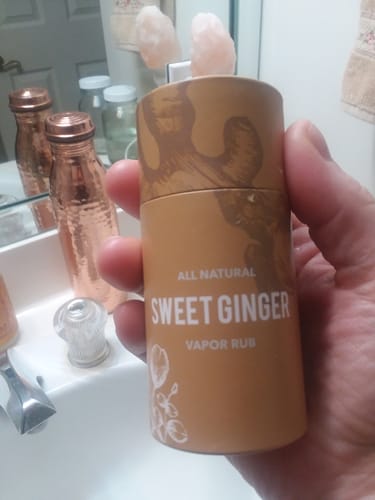 ALL NATURAL
SWEET GINGER
VAPOR RUB